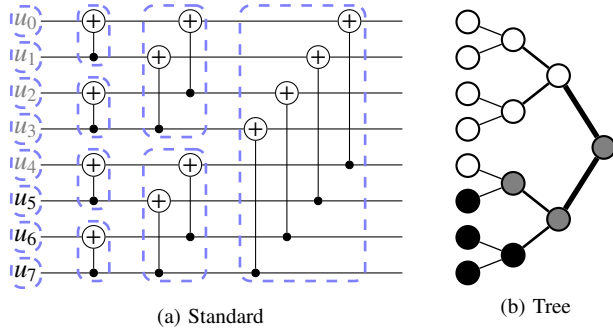 u₀
u₁
u₂
u₃
u₄
u₅
u₆
u₇
(a) Standard
(b) Tree